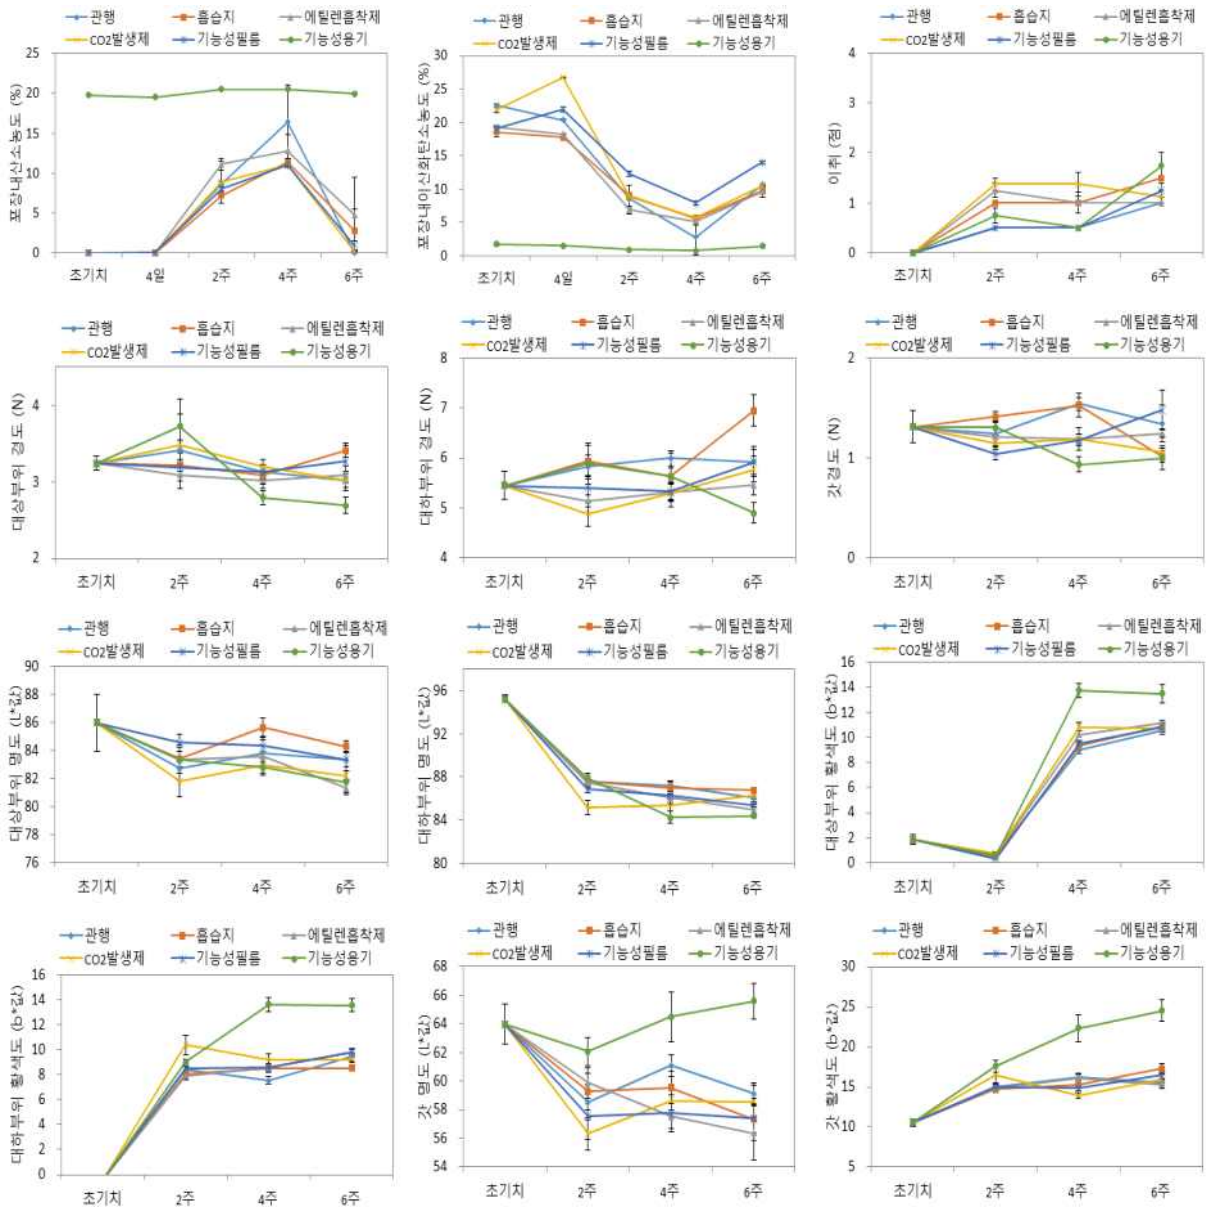 관행 흡습지 에틸렌흡착제
CO2발생제 기능성필름 기능성용기
포장내산소농도 (%)
25
20
15
10
5
0
초기치 4일 2주 4주 6주
관행 흡습지 에틸렌흡착제
CO2발생제 기능성필름 기능성용기
포장내이산화탄소농도 (%)
30
25
20
15
10
5
0
초기치 4일 2주 4주 6주
관행 흡습지 에틸렌흡착제
CO2발생제 기능성필름 기능성용기
이취 (점)
4
3
2
1
0
초기치 2주 4주 6주
관행 흡습지 에틸렌흡착제
CO2발생제 기능성필름 기능성용기
대상부위 경도 (N)
4
3
2
초기치 2주 4주 6주
관행 흡습지 에틸렌흡착제
CO2발생제 기능성필름 기능성용기
대하부위 경도 (N)
8
7
6
5
4
초기치 2주 4주 6주
관행 흡습지 에틸렌흡착제
CO2발생제 기능성필름 기능성용기
갓경도 (N)
2
1
0
초기치 2주 4주 6주
관행 흡습지 에틸렌흡착제
CO2발생제 기능성필름 기능성용기
대상부위 명도 (L*값)
90
88
86
84
82
80
78
76
초기치 2주 4주 6주
관행 흡습지 에틸렌흡착제
CO2발생제 기능성필름 기능성용기
대하부위 명도 (L*값)
96
92
88
84
80
초기치 2주 4주 6주
관행 흡습지 에틸렌흡착제
CO2발생제 기능성필름 기능성용기
대상부위 황색도 (b*값)
16
14
12
10
8
6
4
2
0
초기치 2주 4주 6주
관행 흡습지 에틸렌흡착제
CO2발생제 기능성필름 기능성용기
대하부위 황색도 (b*값)
16
14
12
10
8
6
4
2
0
초기치 2주 4주 6주
관행 흡습지 에틸렌흡착제
CO2발생제 기능성필름 기능성용기
갓 명도 (L*값)
68
66
64
62
60
58
56
54
초기치 2주 4주 6주
관행 흡습지 에틸렌흡착제
CO2발생제 기능성필름 기능성용기
갓 황색도 (b*값)
30
25
20
15
10
5
초기치 2주 4주 6주